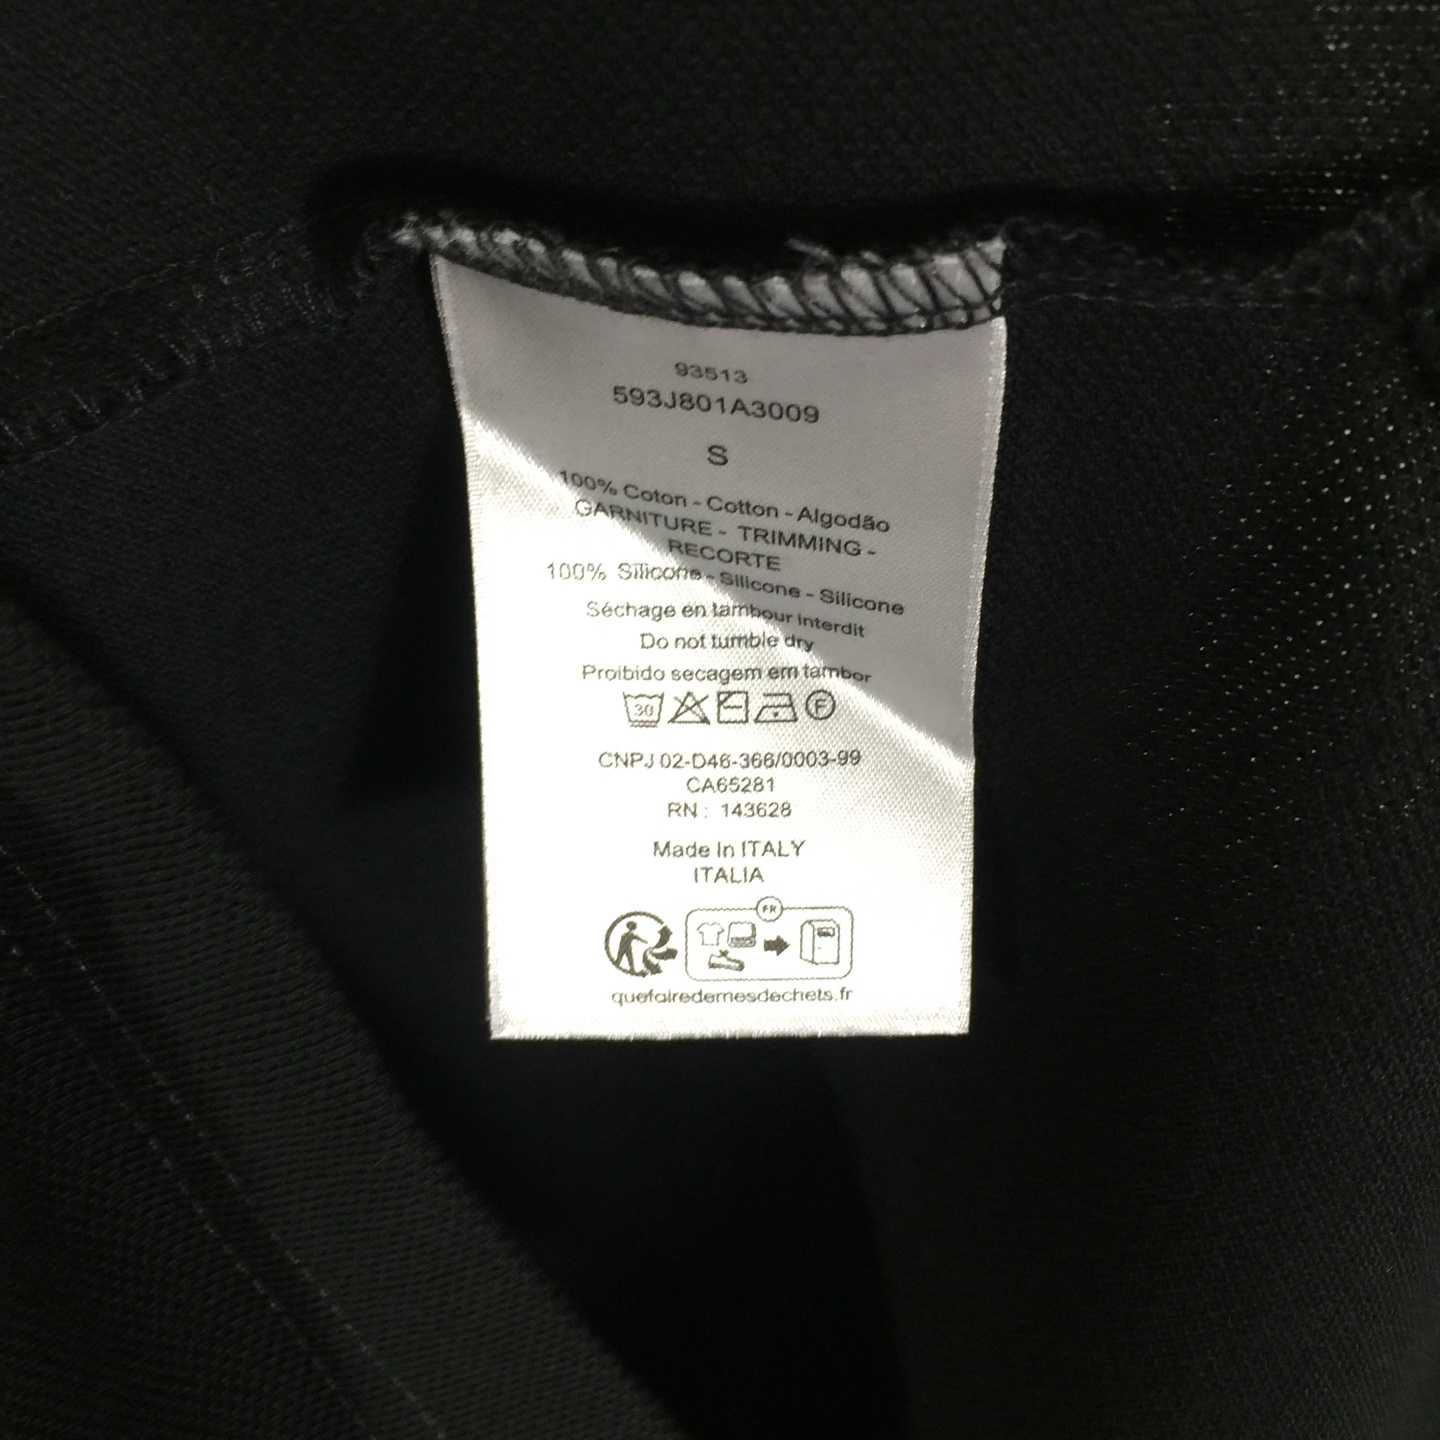 93513
593J801A3009
S
100% Coton - Cotton - Algodão
GARNITURE - TRIMMING -
RECORTE
100% Silicone - Silicone - Silicone
Séchage en tambour interdit
Do not tumble dry
Proibido secagem em tambor
30 F
CNPJ 02-D46-366/0003-99
CA65281
RN : 143628
Made In ITALY
ITALIA
FR
quefairedemesdechets.fr